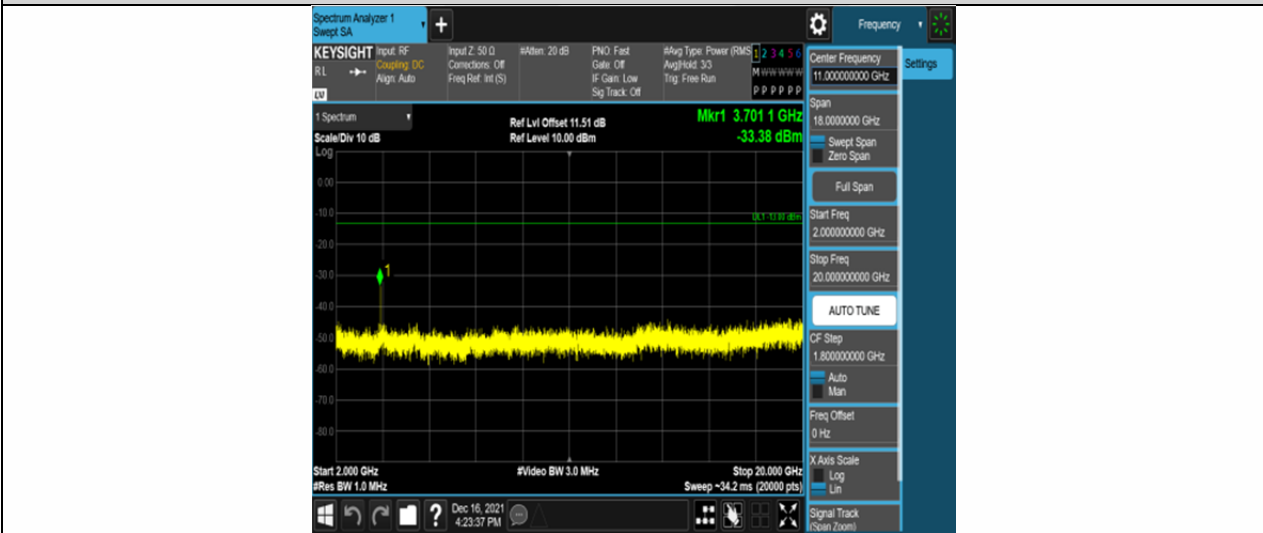 Spectrum Analyzer 1
Swept SA
+
Frequency
KEYSIGHT
RL
LV
Input: RF
Coupling: DC
Align: Auto
Input Z: 50 Ω
Corrections: Off
Freq Ref: Int (S)
#Atten: 20 dB
PNO: Fast
Gate: Off
IF Gain: Low
Sig Track: Off
#Avg Type: Power (RMS
Avg|Hold: 3/3
Trig: Free Run
1 2 3 4 5 6
M W W W W W
P P P P P P
1 Spectrum
Scale/Div 10 dB
Log
Ref Lvl Offset 11.51 dB
Ref Level 10.00 dBm
Mkr1 3.701 1 GHz
-33.38 dBm
0.00
-10.0
DL1 -13.00 dBm
-20.0
-30.0
1
-40.0
-50.0
-60.0
-70.0
-80.0
Start 2.000 GHz
#Res BW 1.0 MHz
#Video BW 3.0 MHz
Stop 20.000 GHz
Sweep ~34.2 ms (20000 pts)
?
Dec 16, 2021
4:23:37 PM
Center Frequency
11.000000000 GHz
Settings
Span
18.0000000 GHz
Swept Span
Zero Span
Full Span
Start Freq
2.000000000 GHz
Stop Freq
20.000000000 GHz
AUTO TUNE
CF Step
1.800000000 GHz
Auto
Man
Freq Offset
0 Hz
X Axis Scale
Log
Lin
Signal Track
(Span Zoom)